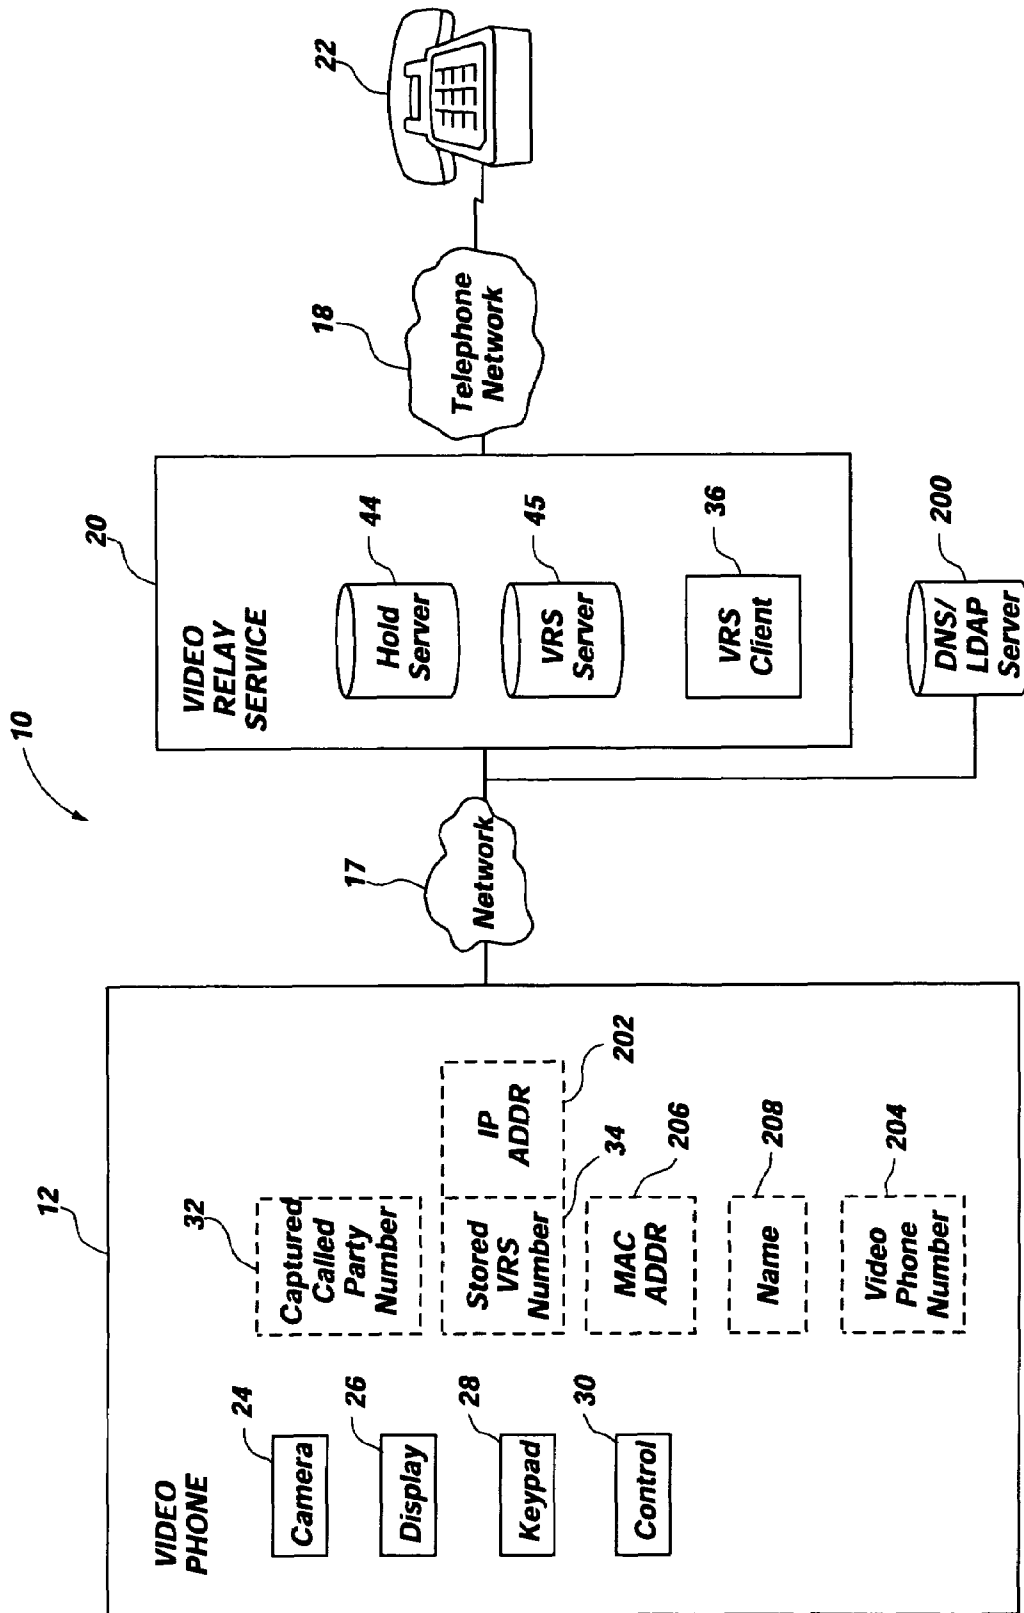 10
12
VIDEO
PHONE
24
Camera
26
Display
28
Keypad
30
Control
32
Captured
Called
Party
Number
Stored
VRS
Number
34
IP
ADDR
202
MAC
ADDR
206
Name
208
Video
Phone
Number
204
17
Network
20
VIDEO
RELAY
SERVICE
Hold
Server
44
VRS
Server
45
VRS
Client
36
DNS/
LDAP
Server
200
18
Telephone
Network
22